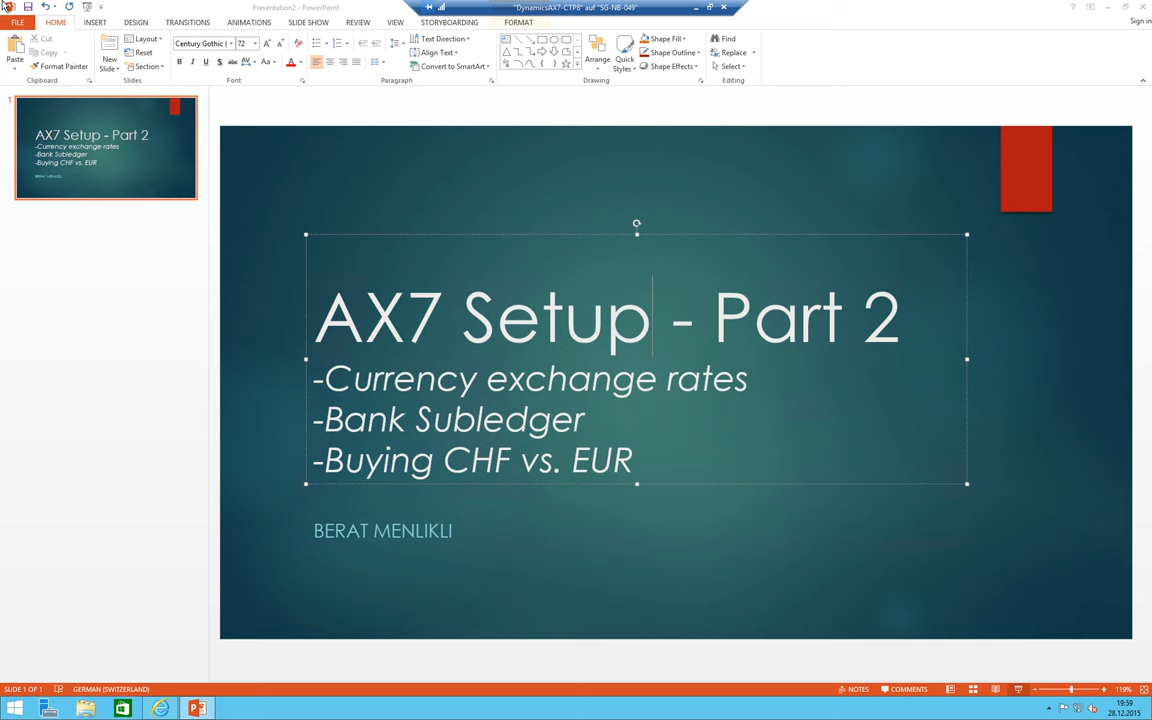 Presentation2 - PowerPoint
"DynamicsAX7-CTP8" auf "SG-NB-049"
FILE HOME INSERT DESIGN TRANSITIONS ANIMATIONS SLIDE SHOW REVIEW VIEW STORYBOARDING FORMAT
Sign in
Paste
Cut
Copy
Format Painter
Clipboard
New
Slide
Layout
Reset
Section
Slides
Century Gothic (
72
B I U S abc AV Aa A
Font
Text Direction
Align Text
Convert to SmartArt
Paragraph
Arrange
Quick
Styles
Shape Fill
Shape Outline
Shape Effects
Drawing
Find
Replace
Select
Editing
1
AX7 Setup - Part 2
-Currency exchange rates
-Bank Subledger
-Buying CHF vs. EUR
AX7 Setup - Part 2
-Currency exchange rates
-Bank Subledger
-Buying CHF vs. EUR
BERAT MENLIKLI
SLIDE 1 OF 1
GERMAN (SWITZERLAND)
NOTES
COMMENTS
119%
19:59
28.12.2015